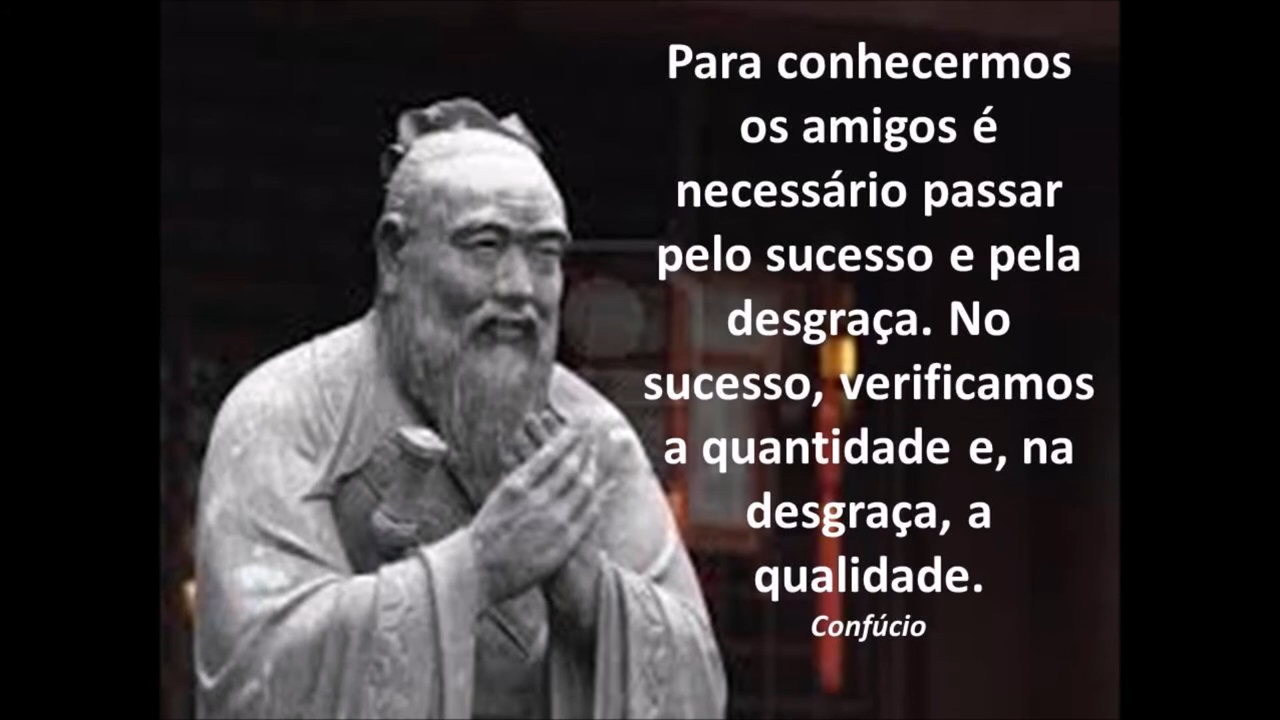 Para conhecermos
os amigos é
necessário passar
pelo sucesso e pela
desgraça. No
sucesso, verificamos
a quantidade e, na
desgraça, a
qualidade.
Confúcio